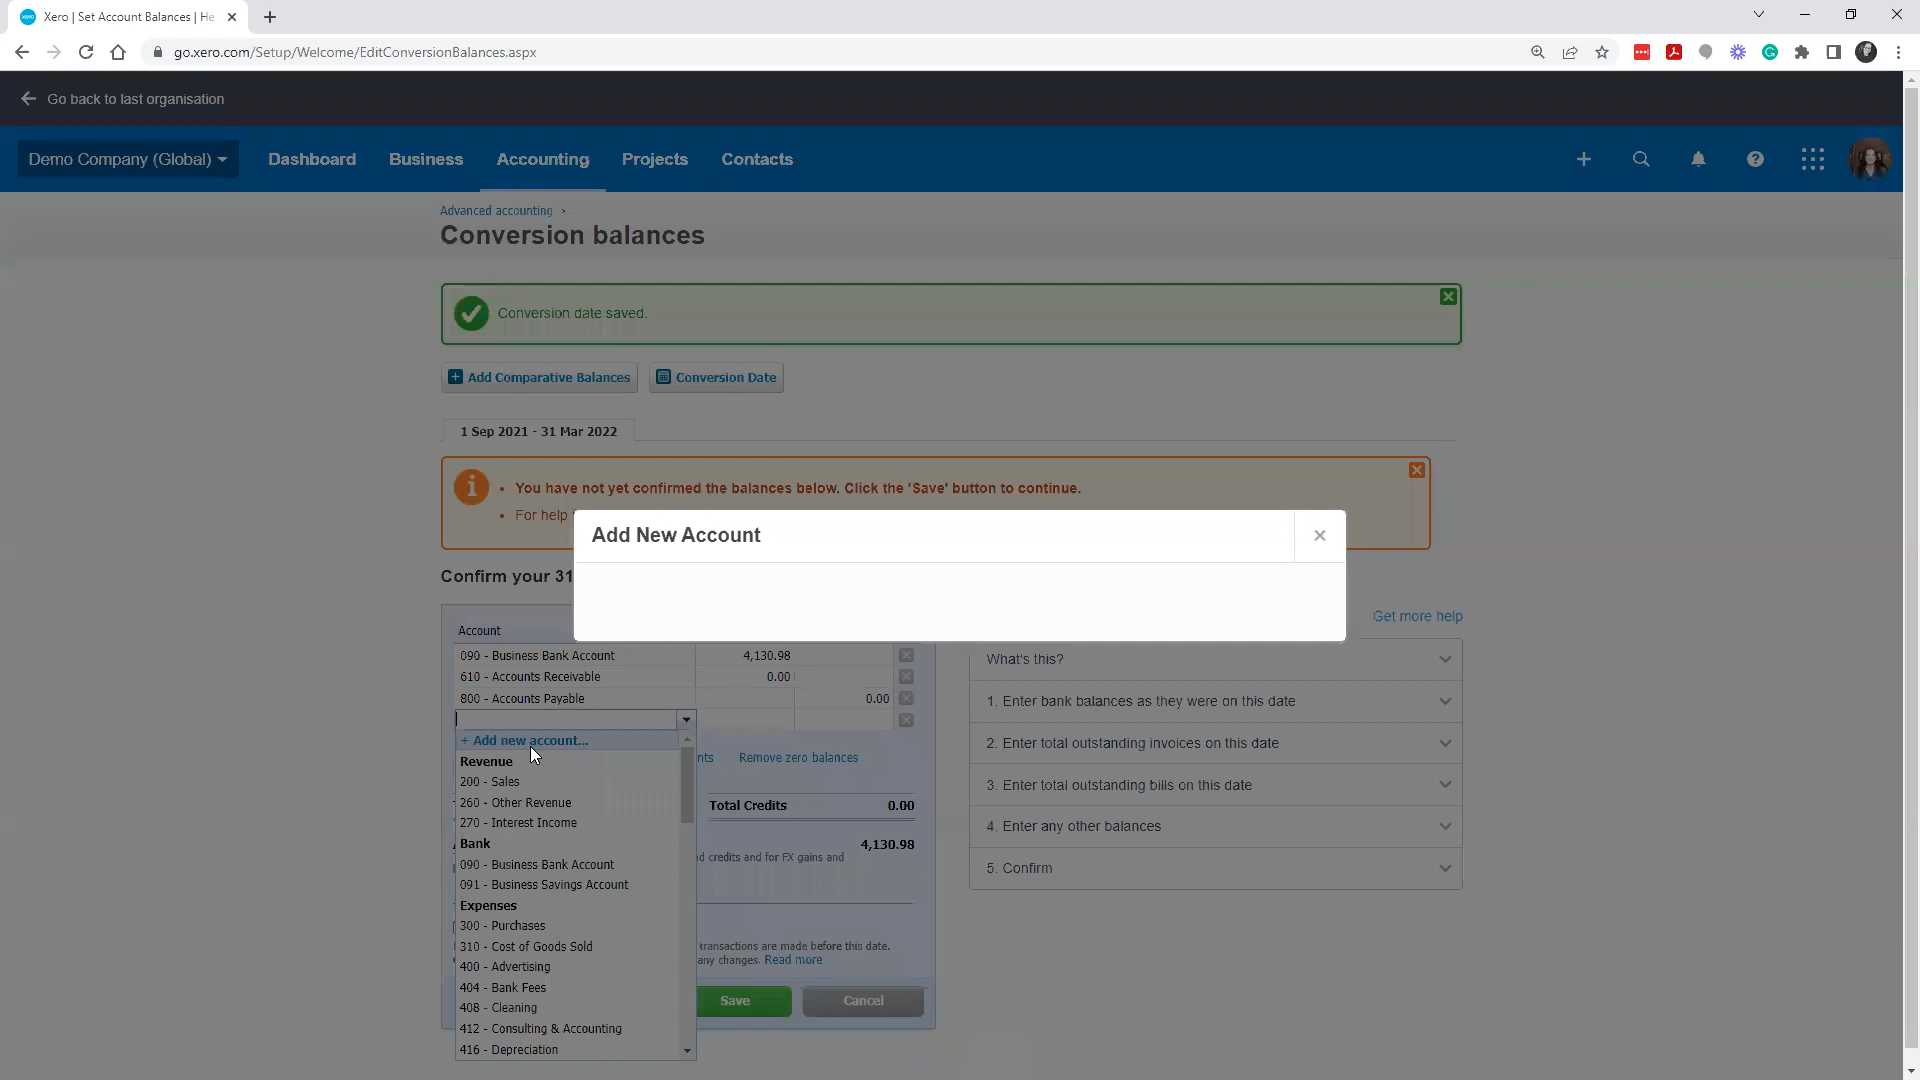 Xero | Set Account Balances | He
go.xero.com/Setup/Welcome/EditConversionBalances.aspx
Go back to last organisation
Demo Company (Global)
Dashboard
Business
Accounting
Projects
Contacts
Advanced accounting ›
Conversion balances
Conversion date saved.
Add Comparative Balances
Conversion Date
1 Sep 2021 - 31 Mar 2022
You have not yet confirmed the balances below. Click the 'Save' button to continue.
For help
Add New Account
Confirm your 31
Get more help
Account
090 - Business Bank Account 4,130.98
610 - Accounts Receivable 0.00
800 - Accounts Payable 0.00
+ Add new account...
Revenue
200 - Sales
260 - Other Revenue
270 - Interest Income
Bank
090 - Business Bank Account
091 - Business Savings Account
Expenses
300 - Purchases
310 - Cost of Goods Sold
400 - Advertising
404 - Bank Fees
408 - Cleaning
412 - Consulting & Accounting
416 - Depreciation
nts
Remove zero balances
Total Credits 0.00
4,130.98
d credits and for FX gains and
transactions are made before this date.
any changes. Read more
Save
Cancel
What's this?
1. Enter bank balances as they were on this date
2. Enter total outstanding invoices on this date
3. Enter total outstanding bills on this date
4. Enter any other balances
5. Confirm